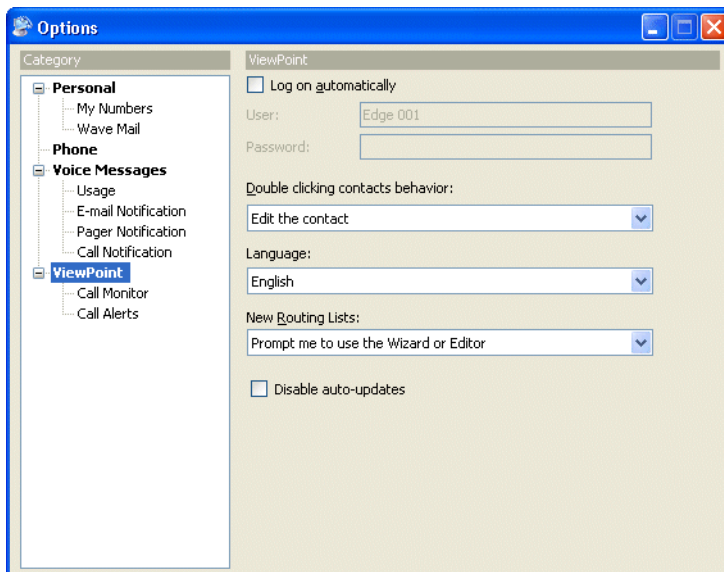 Options
Category
Personal
My Numbers
Wave Mail
Phone
Voice Messages
Usage
E-mail Notification
Pager Notification
Call Notification
ViewPoint
Call Monitor
Call Alerts
ViewPoint
Log on automatically
User: Edge 001
Password:
Double clicking contacts behavior:
Edit the contact
Language:
English
New Routing Lists:
Prompt me to use the Wizard or Editor
Disable auto-updates